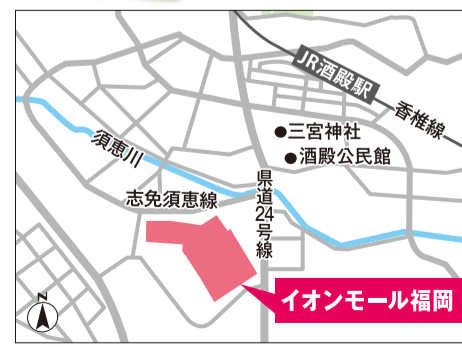 JR酒殿駅
香椎線
三宮神社
酒殿公民館
須恵川
志免須恵線
県道24号線
イオンモール福岡
N